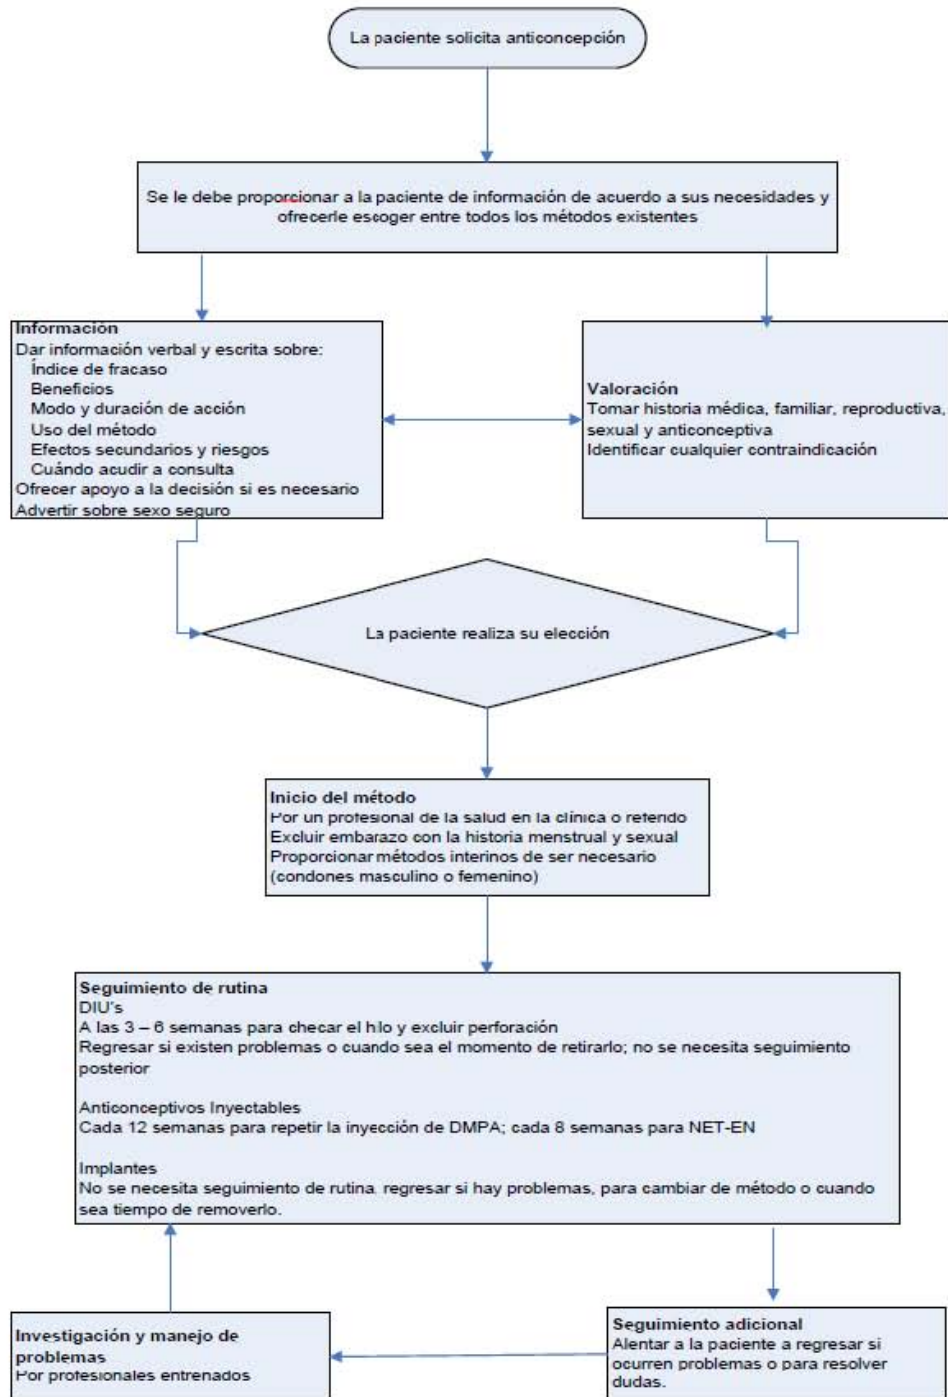 La paciente solicita anticoncepción
Se le debe proporcionar a la paciente de información de acuerdo a sus necesidades y
ofrecerle escoger entre todos los métodos existentes
Información
Dar información verbal y escrita sobre:
Índice de fracaso
Beneficios
Modo y duración de acción
Uso del método
Efectos secundarios y riesgos
Cuándo acudir a consulta
Ofrecer apoyo a la decisión si es necesario
Advertir sobre sexo seguro
Valoración
Tomar historia médica, familiar, reproductiva,
sexual y anticonceptiva
Identificar cualquier contraindicación
La paciente realiza su elección
Inicio del método
Por un profesional de la salud en la clínica o referido
Excluir embarazo con la historia menstrual y sexual
Proporcionar métodos interinos de ser necesario
(condones masculino o femenino)
Seguimiento de rutina
DIU's
A las 3 – 6 semanas para checar el hilo y excluir perforación
Regresar si existen problemas o cuando sea el momento de retirarlo; no se necesita seguimiento
posterior
Anticonceptivos Inyectables
Cada 12 semanas para repetir la inyección de DMPA; cada 8 semanas para NET-EN
Implantes
No se necesita seguimiento de rutina, regresar si hay problemas, para cambiar de método o cuando
sea tiempo de removerlo.
Investigación y manejo de
problemas
Por profesionales entrenados
Seguimiento adicional
Alentar a la paciente a regresar si
ocurren problemas o para resolver
dudas.